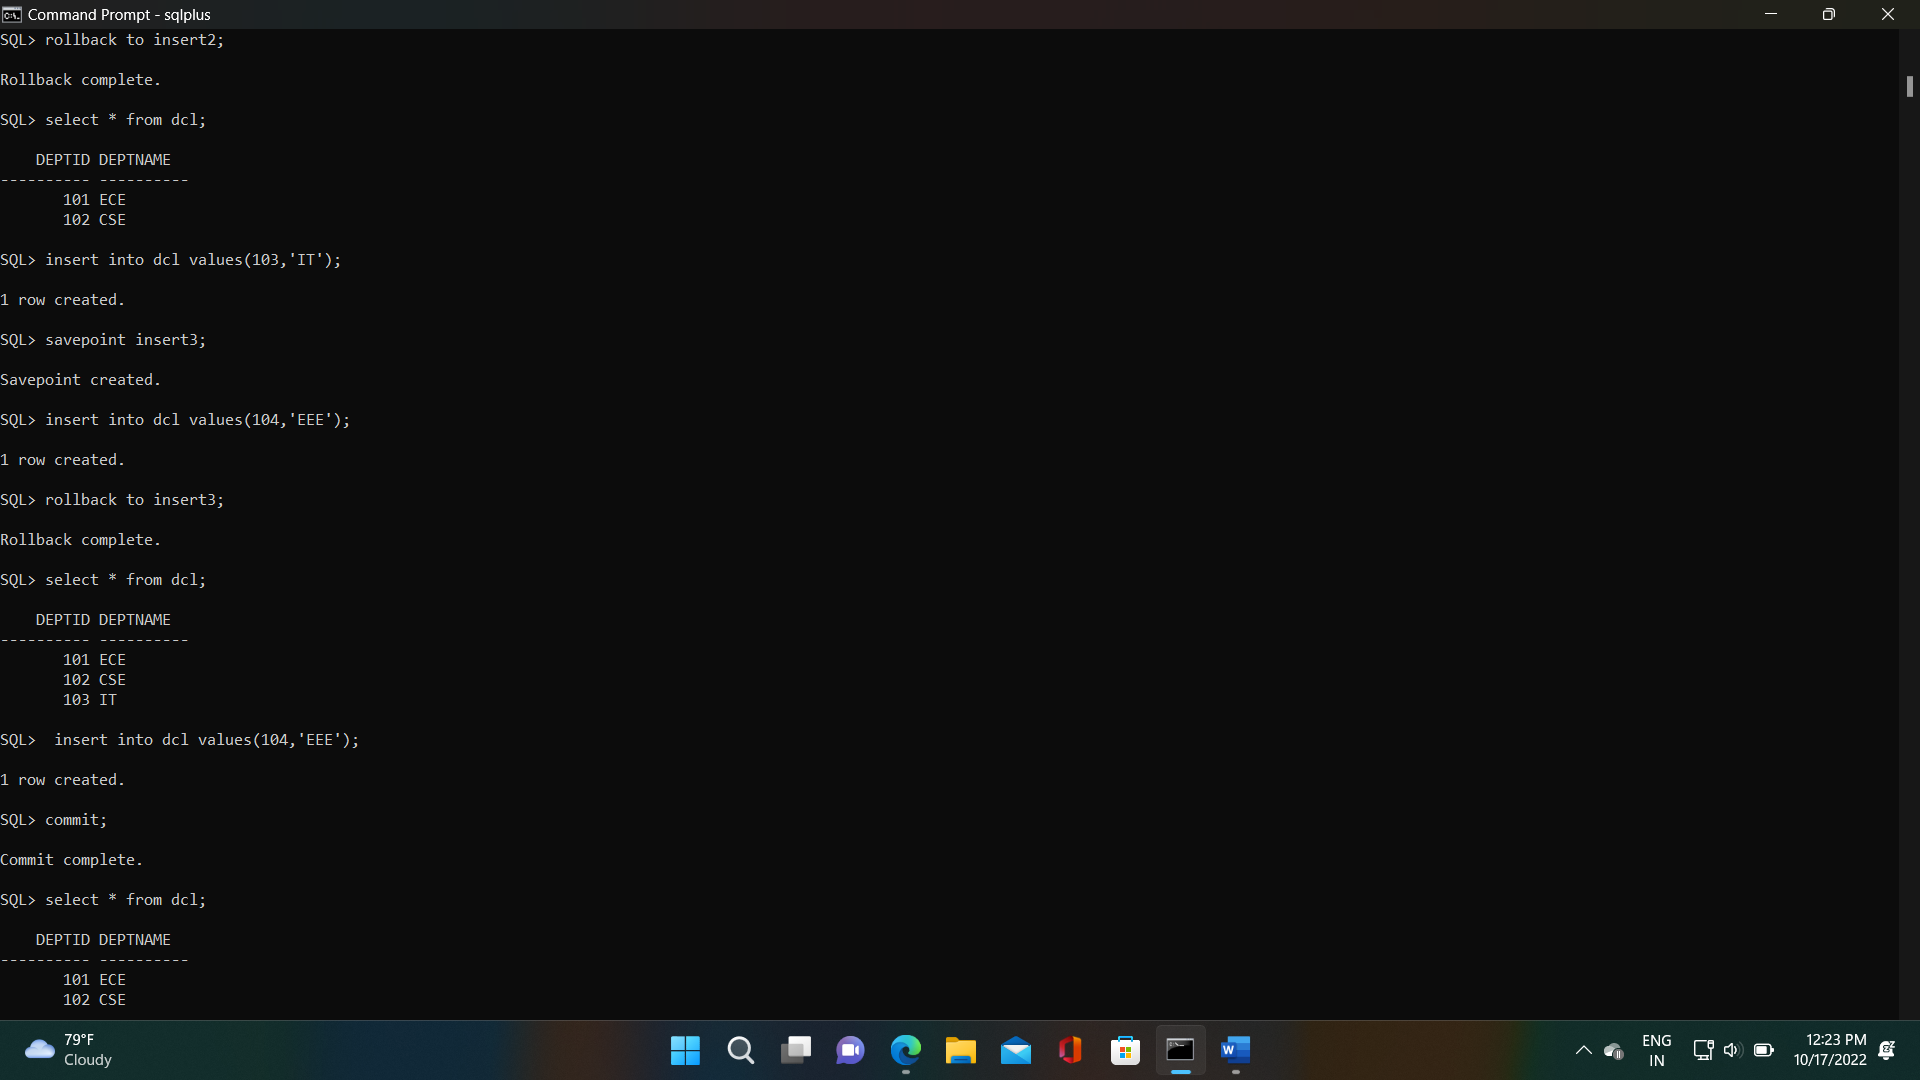 Command Prompt - sqlplus
SQL> rollback to insert2;
Rollback complete.
SQL> select * from dcl;
    DEPTID DEPTNAME
---------- ----------
       101 ECE
       102 CSE
SQL> insert into dcl values(103,'IT');
1 row created.
SQL> savepoint insert3;
Savepoint created.
SQL> insert into dcl values(104,'EEE');
1 row created.
SQL> rollback to insert3;
Rollback complete.
SQL> select * from dcl;
    DEPTID DEPTNAME
---------- ----------
       101 ECE
       102 CSE
       103 IT
SQL>  insert into dcl values(104,'EEE');
1 row created.
SQL> commit;
Commit complete.
SQL> select * from dcl;
    DEPTID DEPTNAME
---------- ----------
       101 ECE
       102 CSE
79°F
Cloudy
ENG
IN
12:23 PM
10/17/2022